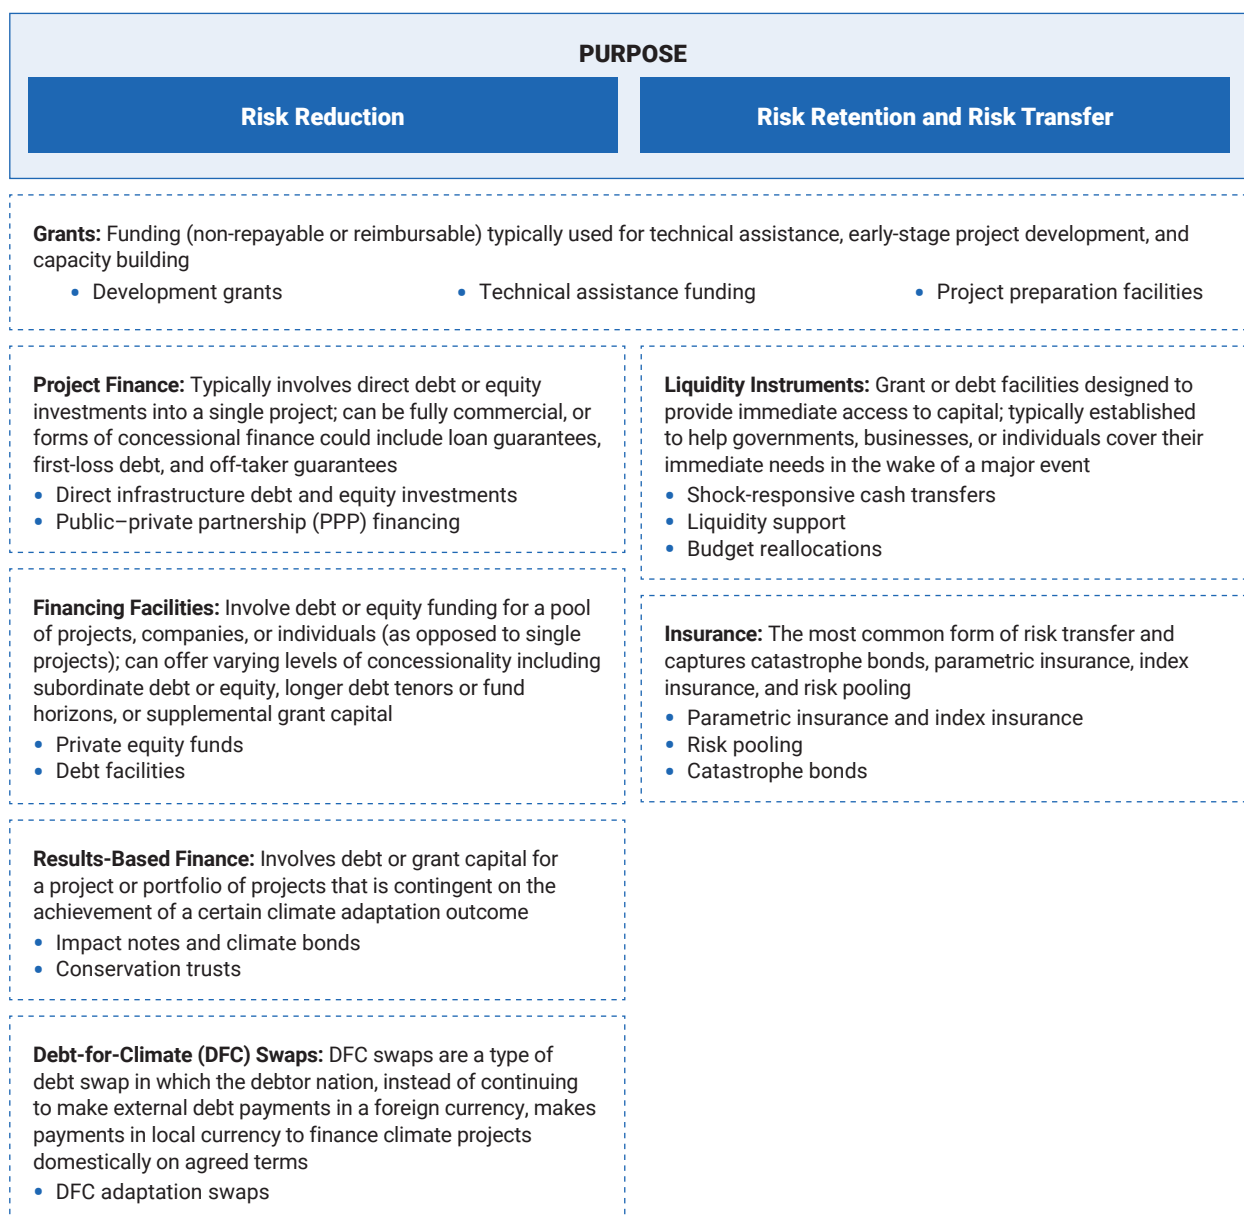 PURPOSE
Risk Reduction
Risk Retention and Risk Transfer
Grants: Funding (non-repayable or reimbursable) typically used for technical assistance, early-stage project development, and
capacity building
• Development grants
• Technical assistance funding
• Project preparation facilities
Project Finance: Typically involves direct debt or equity
investments into a single project; can be fully commercial, or
forms of concessional finance could include loan guarantees,
first-loss debt, and off-taker guarantees
• Direct infrastructure debt and equity investments
• Public–private partnership (PPP) financing
Financing Facilities: Involve debt or equity funding for a pool
of projects, companies, or individuals (as opposed to single
projects); can offer varying levels of concessionality including
subordinate debt or equity, longer debt tenors or fund
horizons, or supplemental grant capital
• Private equity funds
• Debt facilities
Results-Based Finance: Involves debt or grant capital for
a project or portfolio of projects that is contingent on the
achievement of a certain climate adaptation outcome
• Impact notes and climate bonds
• Conservation trusts
Debt-for-Climate (DFC) Swaps: DFC swaps are a type of
debt swap in which the debtor nation, instead of continuing
to make external debt payments in a foreign currency, makes
payments in local currency to finance climate projects
domestically on agreed terms
• DFC adaptation swaps
Liquidity Instruments: Grant or debt facilities designed to
provide immediate access to capital; typically established
to help governments, businesses, or individuals cover their
immediate needs in the wake of a major event
• Shock-responsive cash transfers
• Liquidity support
• Budget reallocations
Insurance: The most common form of risk transfer and
captures catastrophe bonds, parametric insurance, index
insurance, and risk pooling
• Parametric insurance and index insurance
• Risk pooling
• Catastrophe bonds